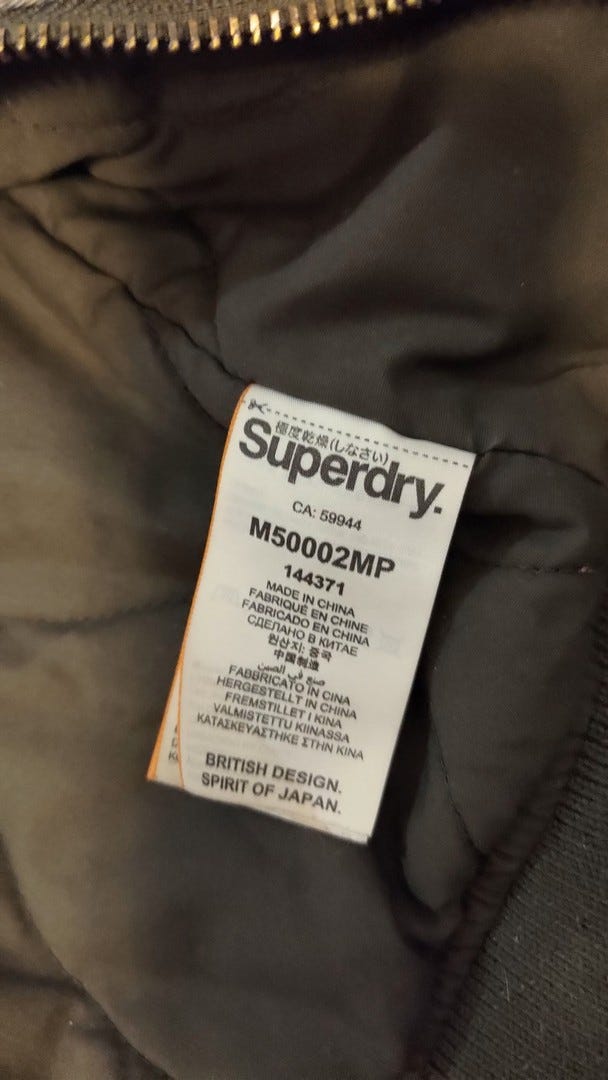 極度乾燥(しなさい)
Superdry.
CA: 59944
M50002MP
144371
MADE IN CHINA
FABRIQUÉ EN CHINE
FABRICADO EN CHINA
СДЕЛАНО В КИТАЕ
원산지: 중국
中国制造
صنع في الصين
FABBRICATO IN CINA
HERGESTELLT IN CHINA
FREMSTILLET I KINA
VALMISTETTU KIINASSA
ΚΑΤΑΣΚΕΥΑΣΤΗΚΕ ΣΤΗΝ ΚΙΝΑ
BRITISH DESIGN.
SPIRIT OF JAPAN.